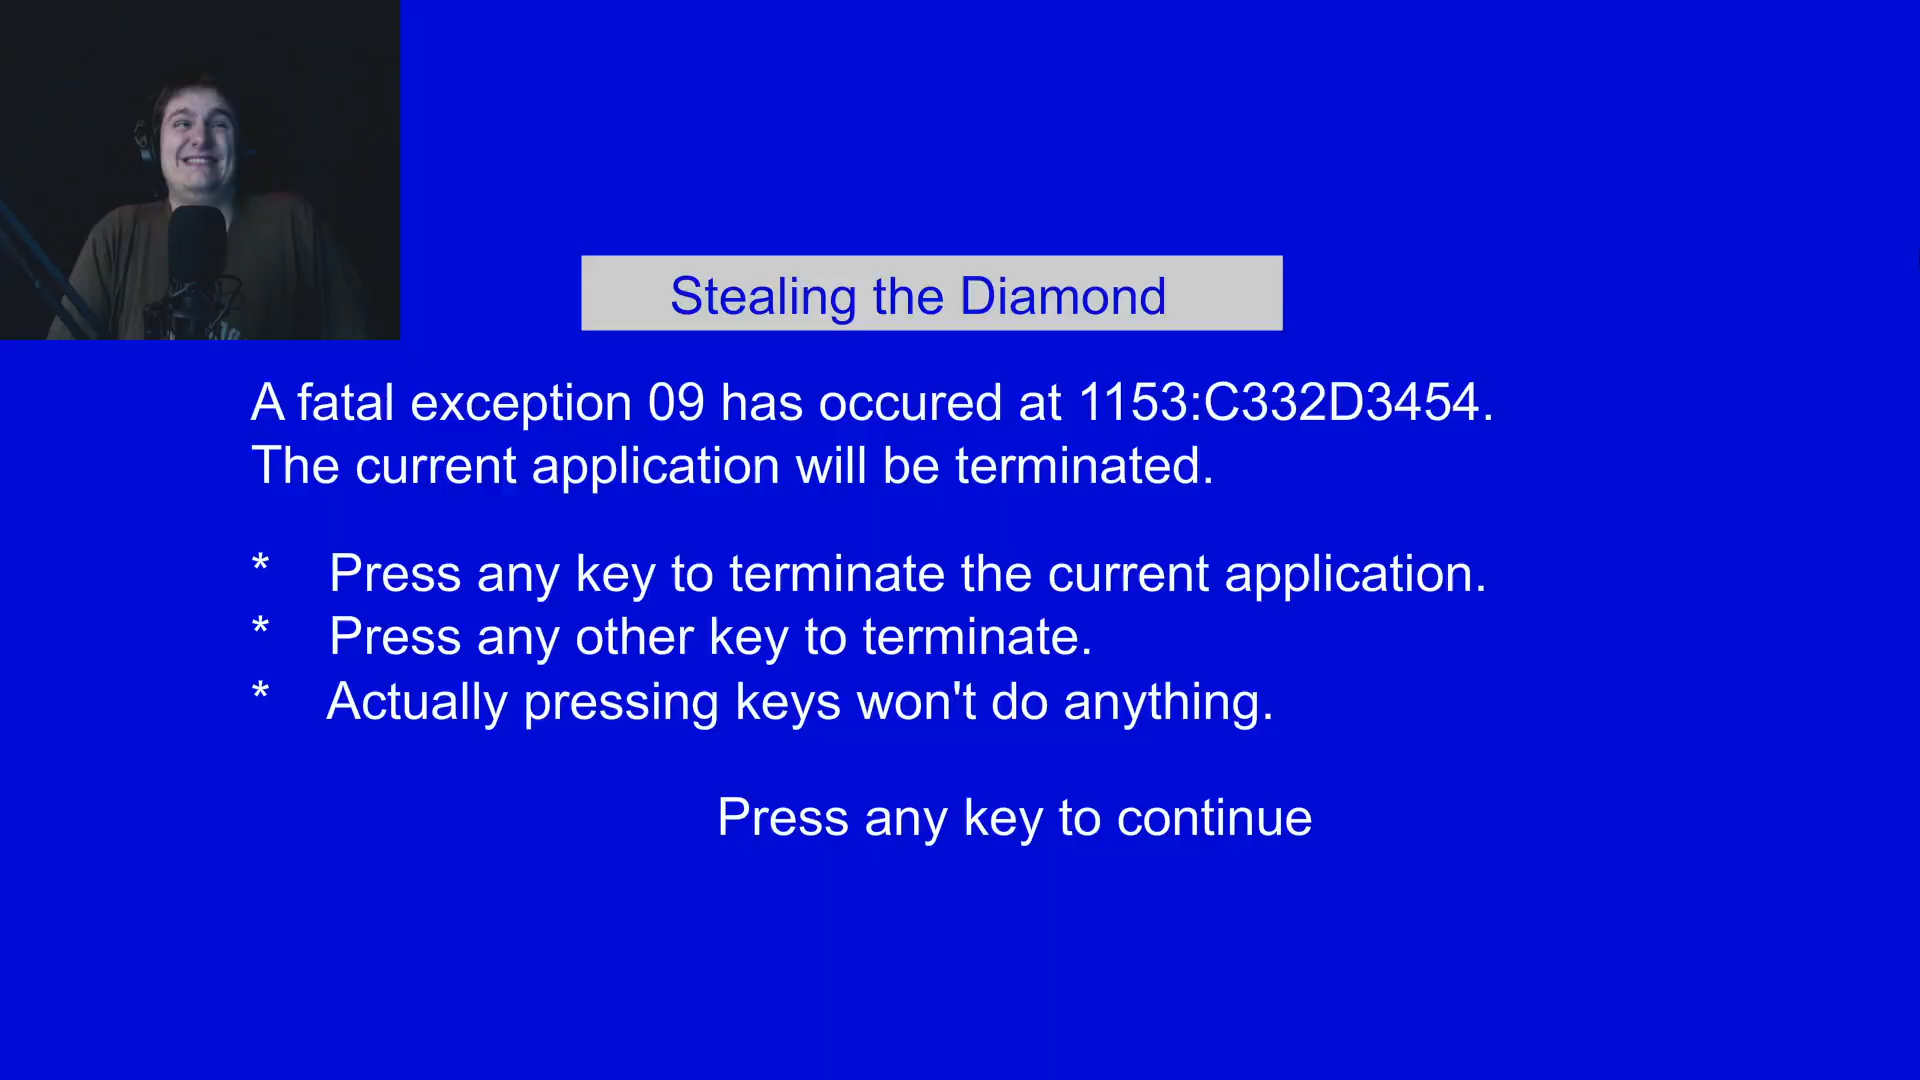 Stealing the Diamond
A fatal exception 09 has occured at 1153:C332D3454.
The current application will be terminated.
* Press any key to terminate the current application.
* Press any other key to terminate.
* Actually pressing keys won't do anything.
Press any key to continue